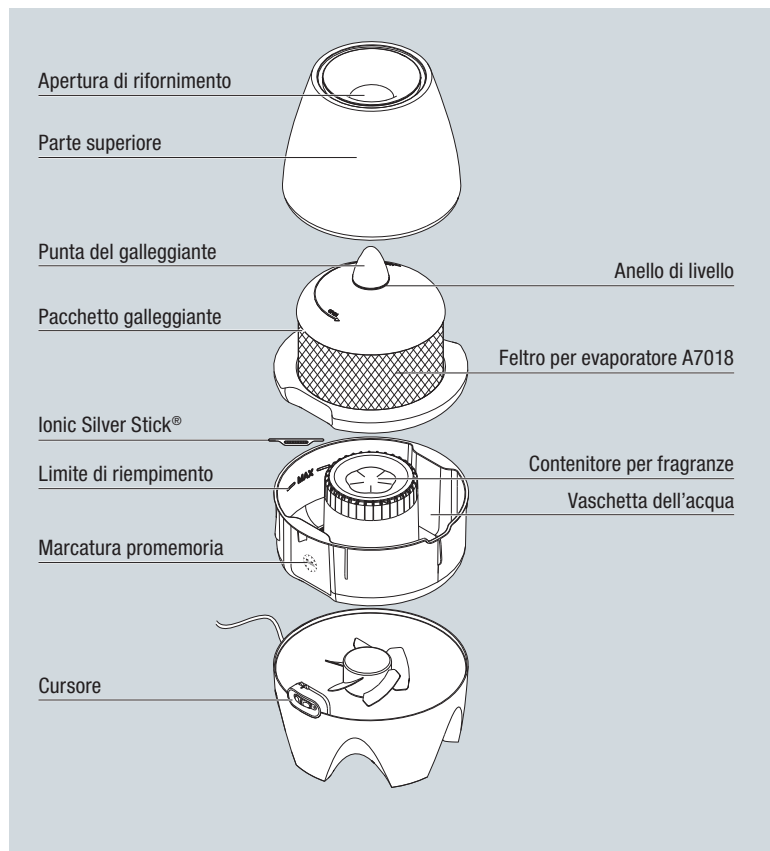 Apertura di rifornimento
Parte superiore
Punta del galleggiante
Anello di livello
Pacchetto galleggiante
Feltro per evaporatore A7018
Ionic Silver Stick®
Limite di riempimento
MAX
Contenitore per fragranze
Vaschetta dell'acqua
Marcatura promemoria
Cursore